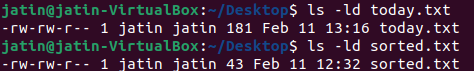 jatin@jatin-VirtualBox:~/Desktop$ ls -ld today.txt
-rw-rw-r-- 1 jatin jatin 181 Feb 11 13:16 today.txt
jatin@jatin-VirtualBox:~/Desktop$ ls -ld sorted.txt
-rw-rw-r-- 1 jatin jatin 43 Feb 11 12:32 sorted.txt